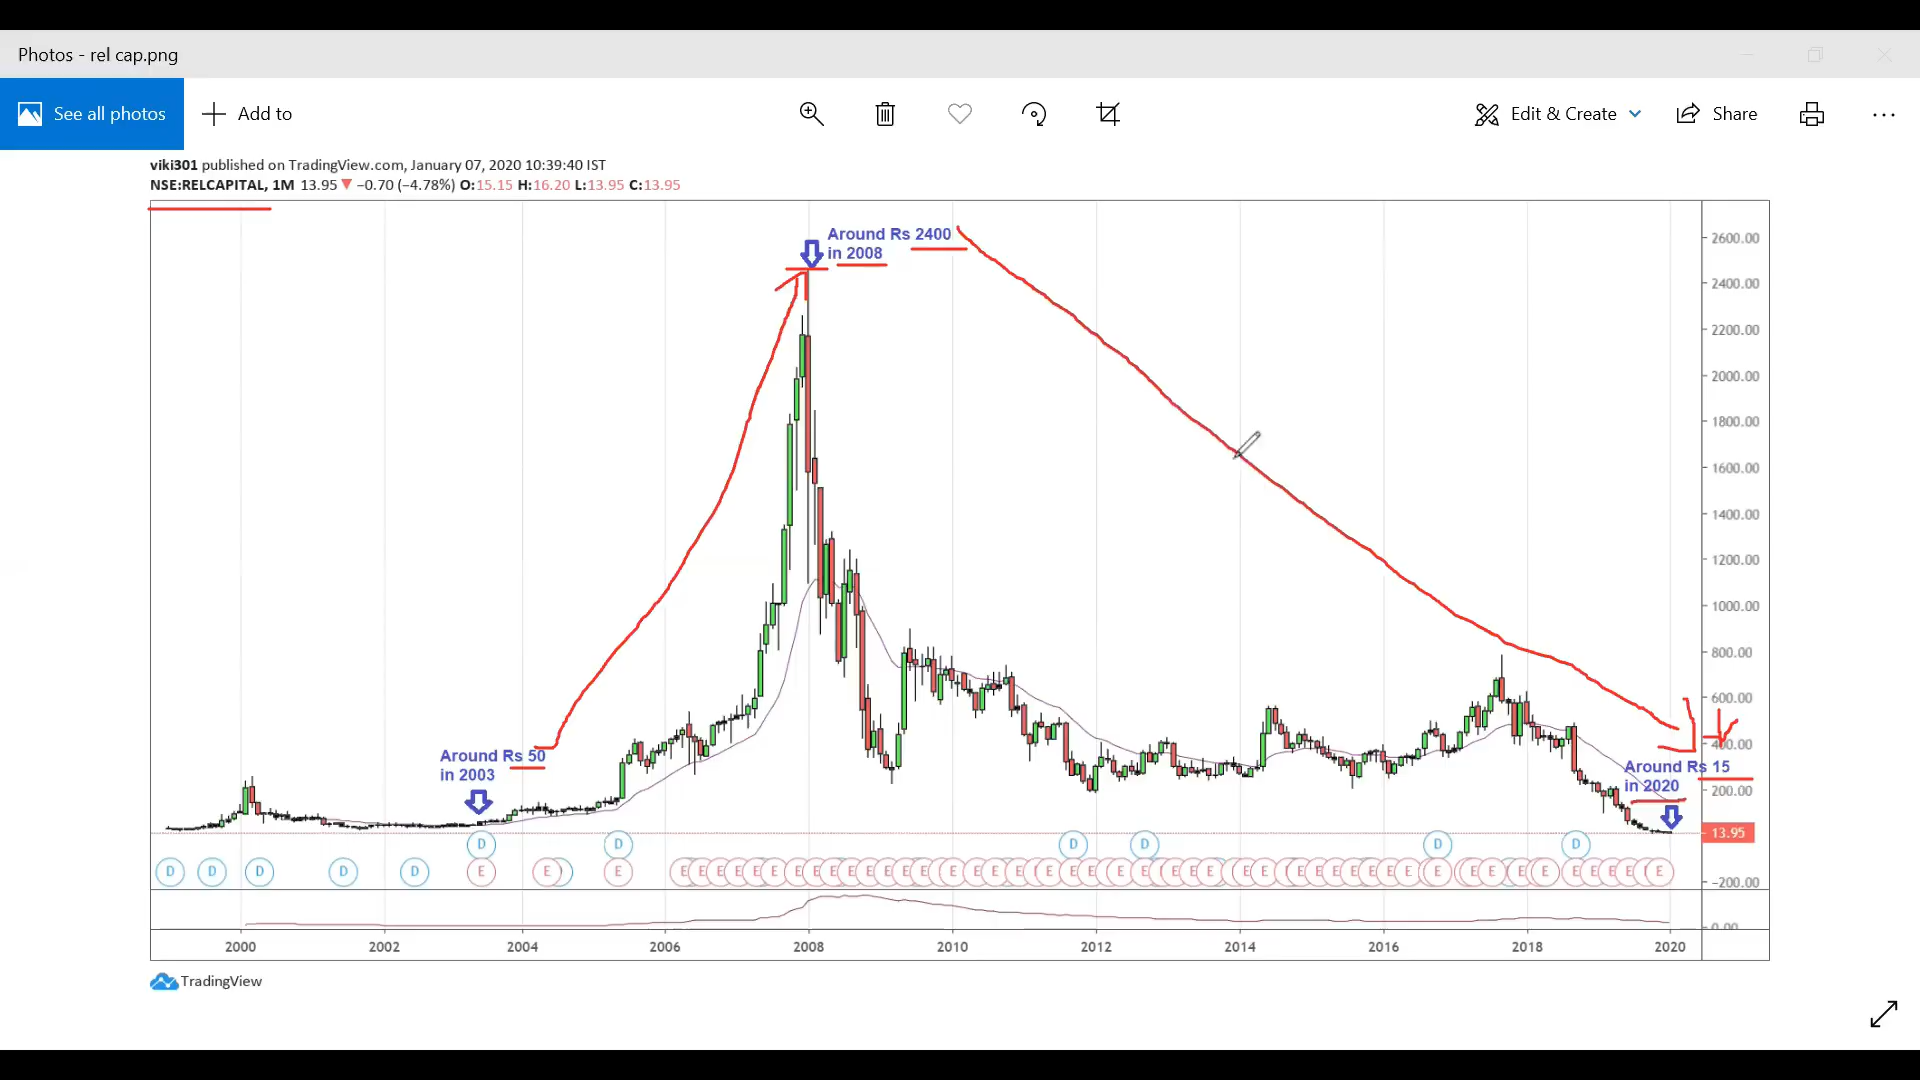 Photos - rel cap.png
See all photos
Add to
Edit & Create
Share
viki301 published on TradingView.com, January 07, 2020 10:39:40 IST
NSE:RELCAPITAL, 1M 13.95 ▼ −0.70 (−4.78%) O:15.15 H:16.20 L:13.95 C:13.95
Around Rs 2400
in 2008
2600.00
2400.00
2200.00
2000.00
1800.00
1600.00
1400.00
1200.00
1000.00
800.00
600.00
400.00
Around Rs 50
in 2003
Around Rs 15
in 2020
200.00
13.95
D D D D D D
D D D D D E E E E E E E E E E E E E E E E E E E E E E E E E E E E E E E E E E E E E E E E E E E E E E E E E E E E E E
−200.00
0.00
2000 2002 2004 2006 2008 2010 2012 2014 2016 2018 2020
TradingView